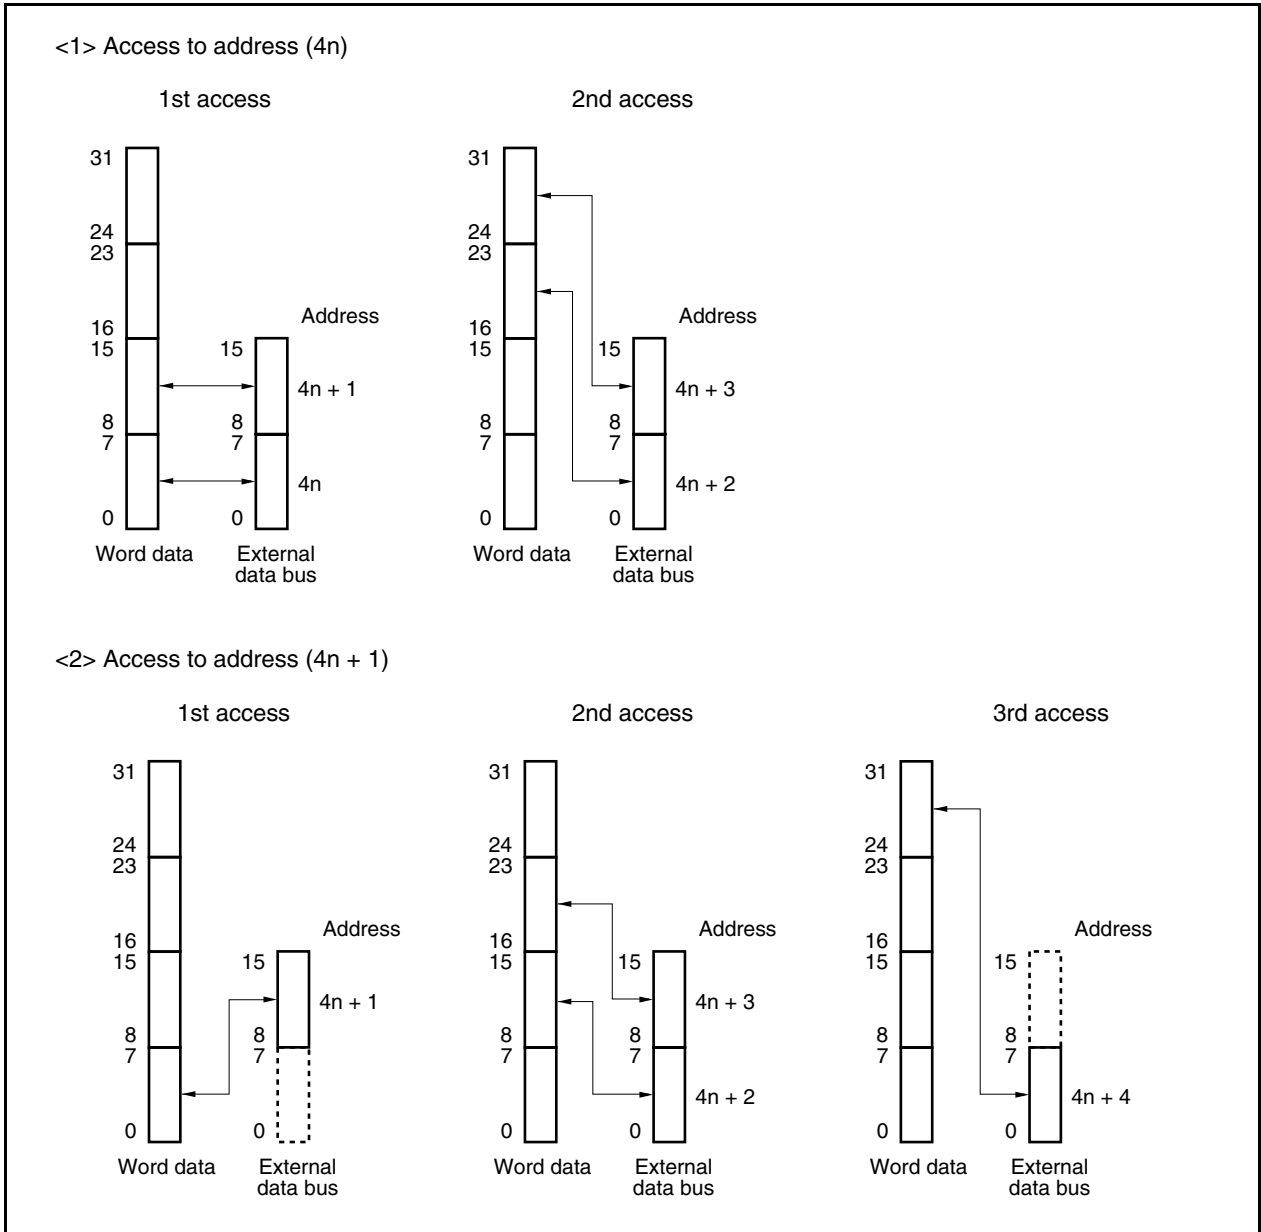 <1> Access to address (4n)
1st access
2nd access
31
24
23
16
15
8
7
0
15
8
7
0
Address
4n + 1
4n
Word data
External
data bus
31
24
23
16
15
8
7
0
15
8
7
0
Address
4n + 3
4n + 2
Word data
External
data bus
<2> Access to address (4n + 1)
1st access
2nd access
3rd access
31
24
23
16
15
8
7
0
15
8
7
0
Address
4n + 1
Word data
External
data bus
31
24
23
16
15
8
7
0
15
8
7
0
Address
4n + 3
4n + 2
Word data
External
data bus
31
24
23
16
15
8
7
0
15
8
7
0
Address
4n + 4
Word data
External
data bus